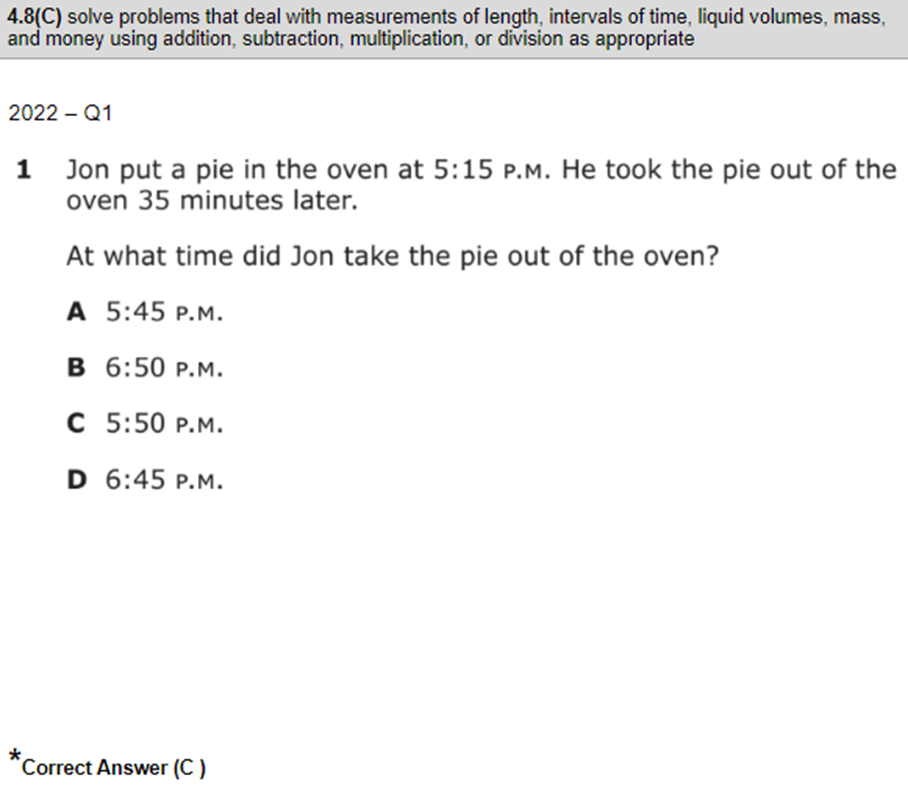 4.8(C) solve problems that deal with measurements of length, intervals of time, liquid volumes, mass,
and money using addition, subtraction, multiplication, or division as appropriate
2022 – Q1
1 Jon put a pie in the oven at 5:15 P.M. He took the pie out of the
oven 35 minutes later.
At what time did Jon take the pie out of the oven?
A 5:45 P.M.
B 6:50 P.M.
C 5:50 P.M.
D 6:45 P.M.
*Correct Answer (C )